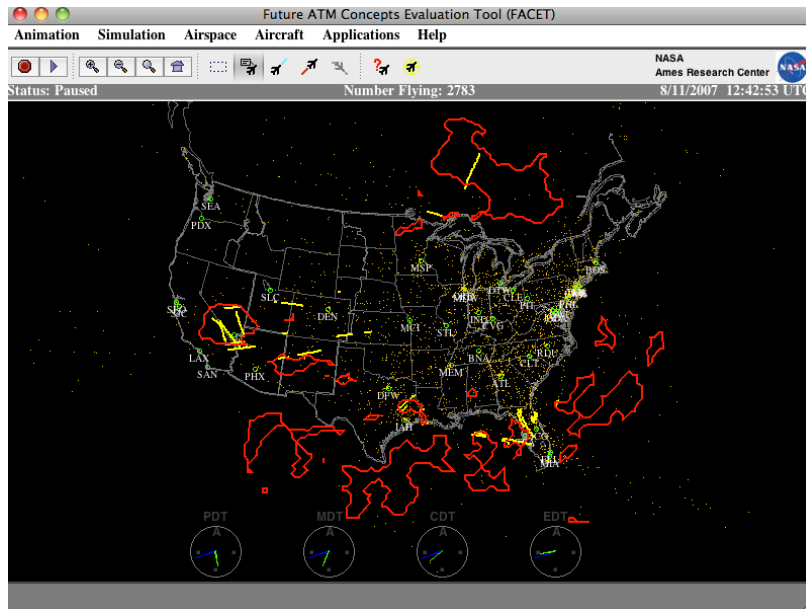 Future ATM Concepts Evaluation Tool (FACET)
Animation Simulation Airspace Aircraft Applications Help
NASA
Ames Research Center
NASA
Status: Paused Number Flying: 2783 8/11/2007 12:42:53 UTC
SEA
PDX
BOS
MSP
DTW
SLC
CLE
PIT
DEN
IND
CVG
MCI
STL
RDU
LAX
BNA
CLT
SAN
PHX
MEM
ATL
DFW
IAH
MIA
PDT MDT CDT EDT
A A A A